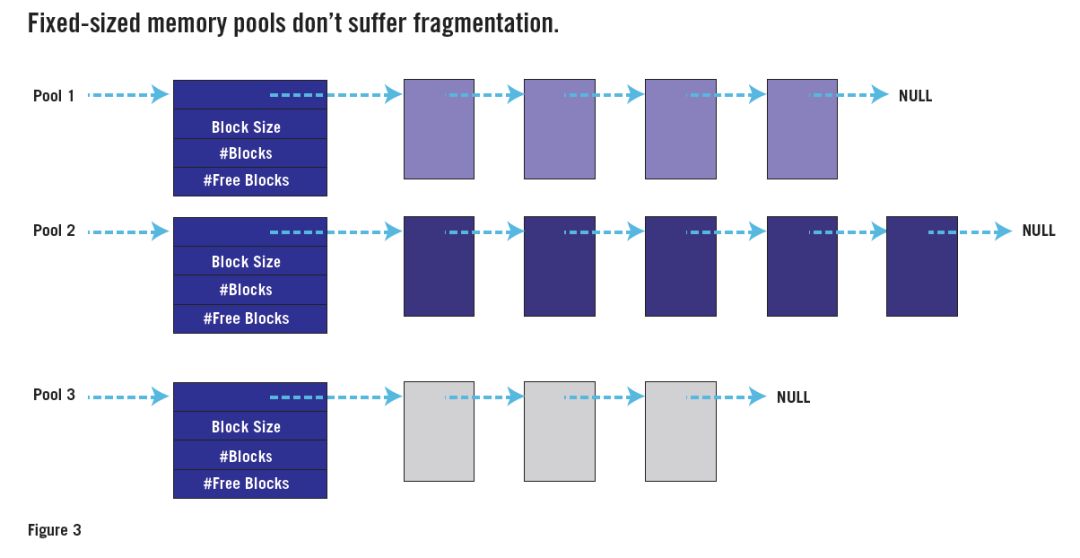 Fixed-sized memory pools don’t suffer fragmentation.
Pool 1
NULL
Block Size
#Blocks
#Free Blocks
Pool 2
NULL
Block Size
#Blocks
#Free Blocks
Pool 3
NULL
Block Size
#Blocks
#Free Blocks
Figure 3